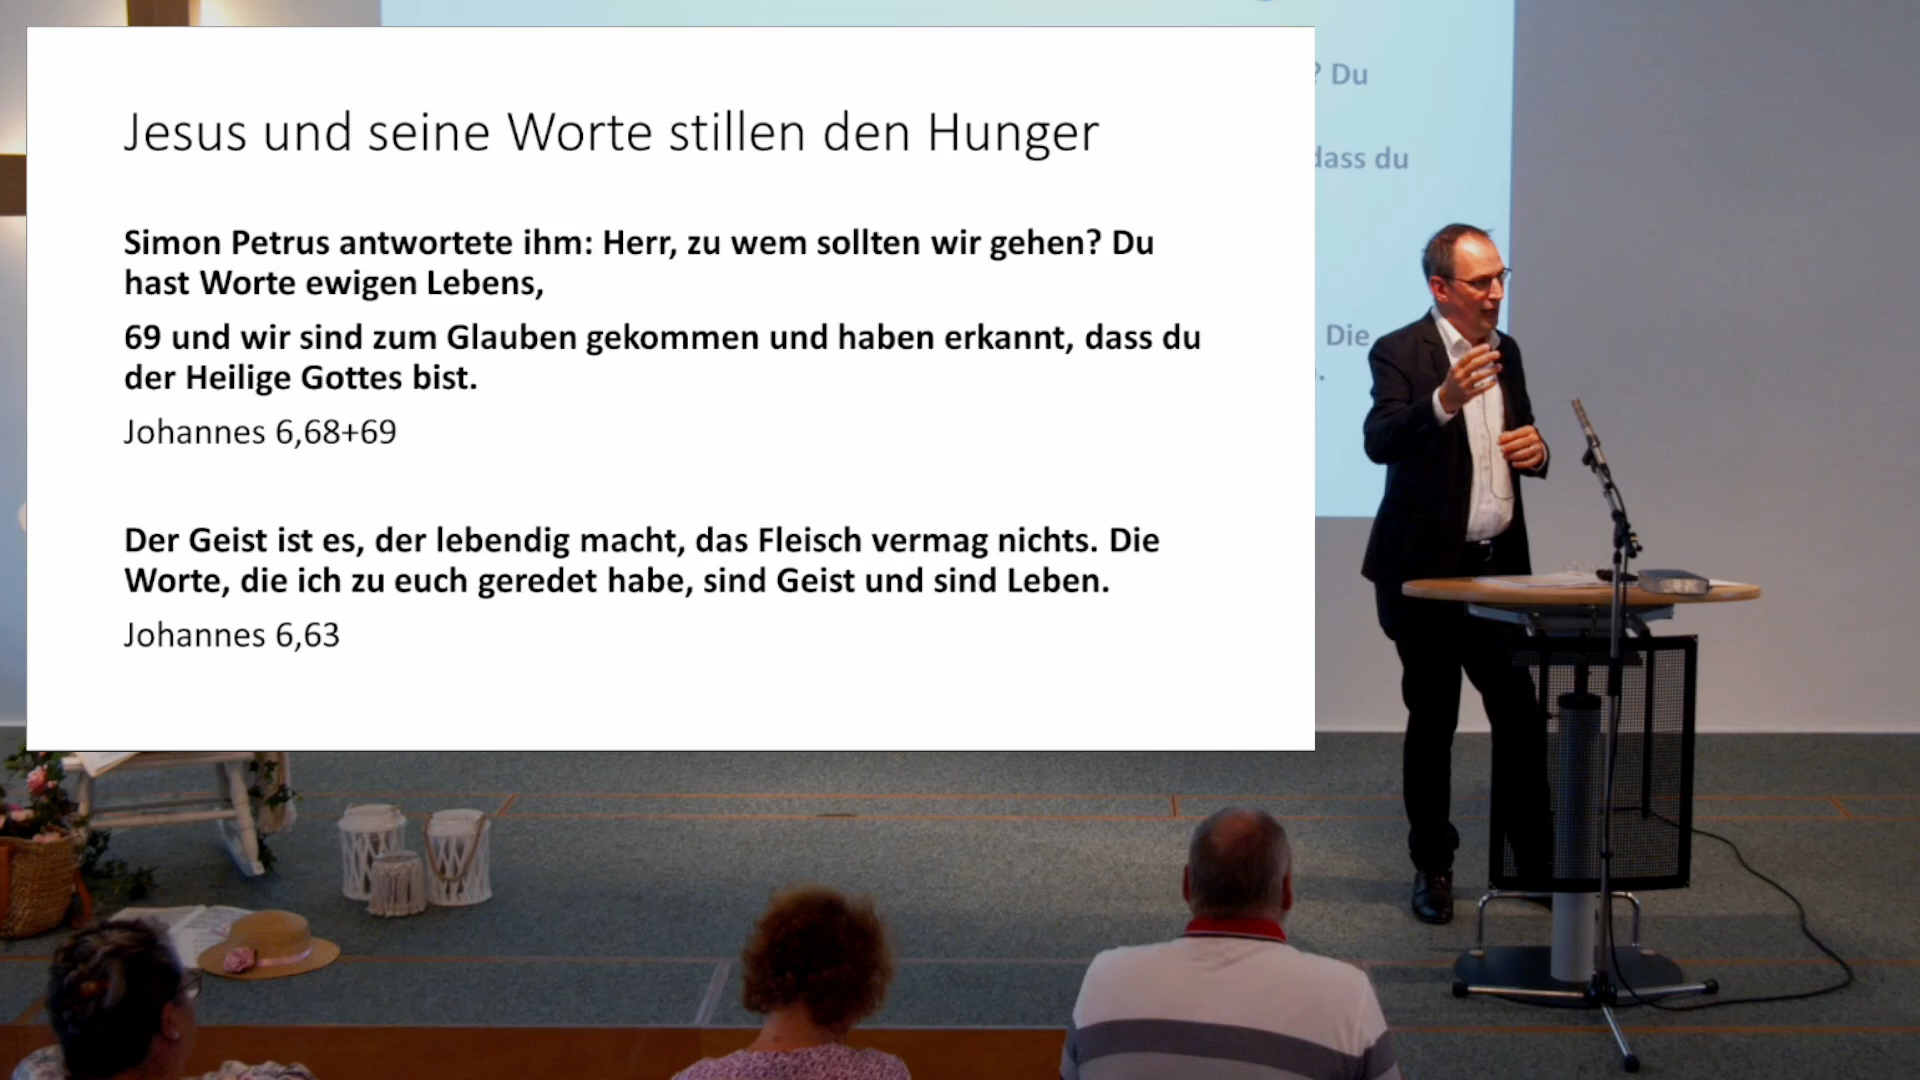 Jesus und seine Worte stillen den Hunger
Simon Petrus antwortete ihm: Herr, zu wem sollten wir gehen? Du
hast Worte ewigen Lebens,
69 und wir sind zum Glauben gekommen und haben erkannt, dass du
der Heilige Gottes bist.
Johannes 6,68+69
Der Geist ist es, der lebendig macht, das Fleisch vermag nichts. Die
Worte, die ich zu euch geredet habe, sind Geist und sind Leben.
Johannes 6,63
? Du
dass du
Die
.